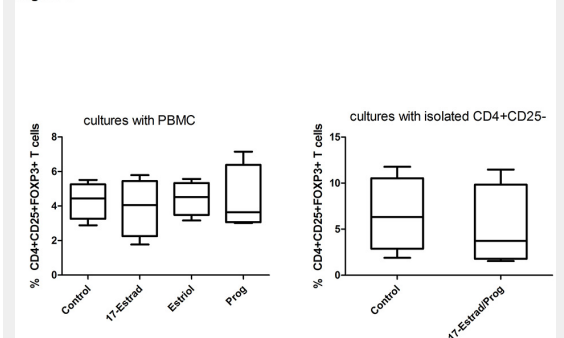 cultures with PBMC
% CD4+CD25+FOXP3+ T cells
8
6
4
2
0
Control
17-Estrad
Estriol
Prog
cultures with isolated CD4+CD25-
% CD4+CD25+FOXP3+ T cells
15
10
5
0
Control
17-Estrad/Prog